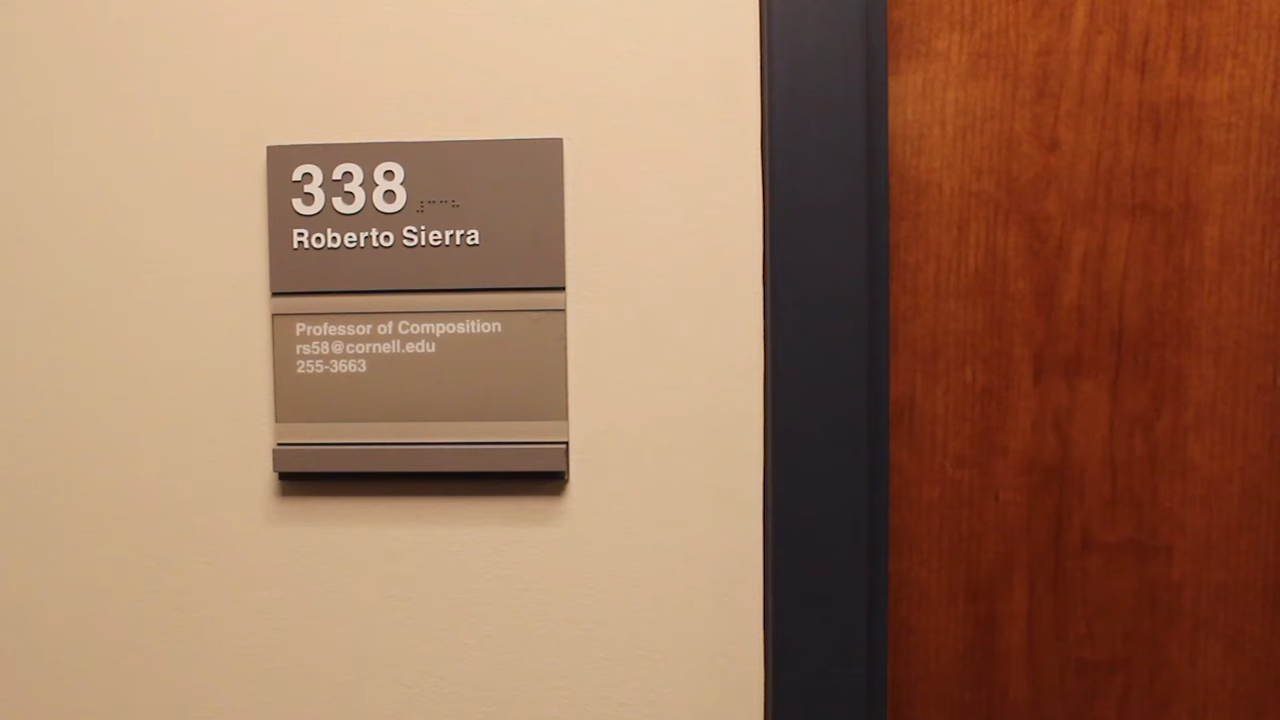 338
Roberto Sierra
Professor of Composition
rs58@cornell.edu
255-3663